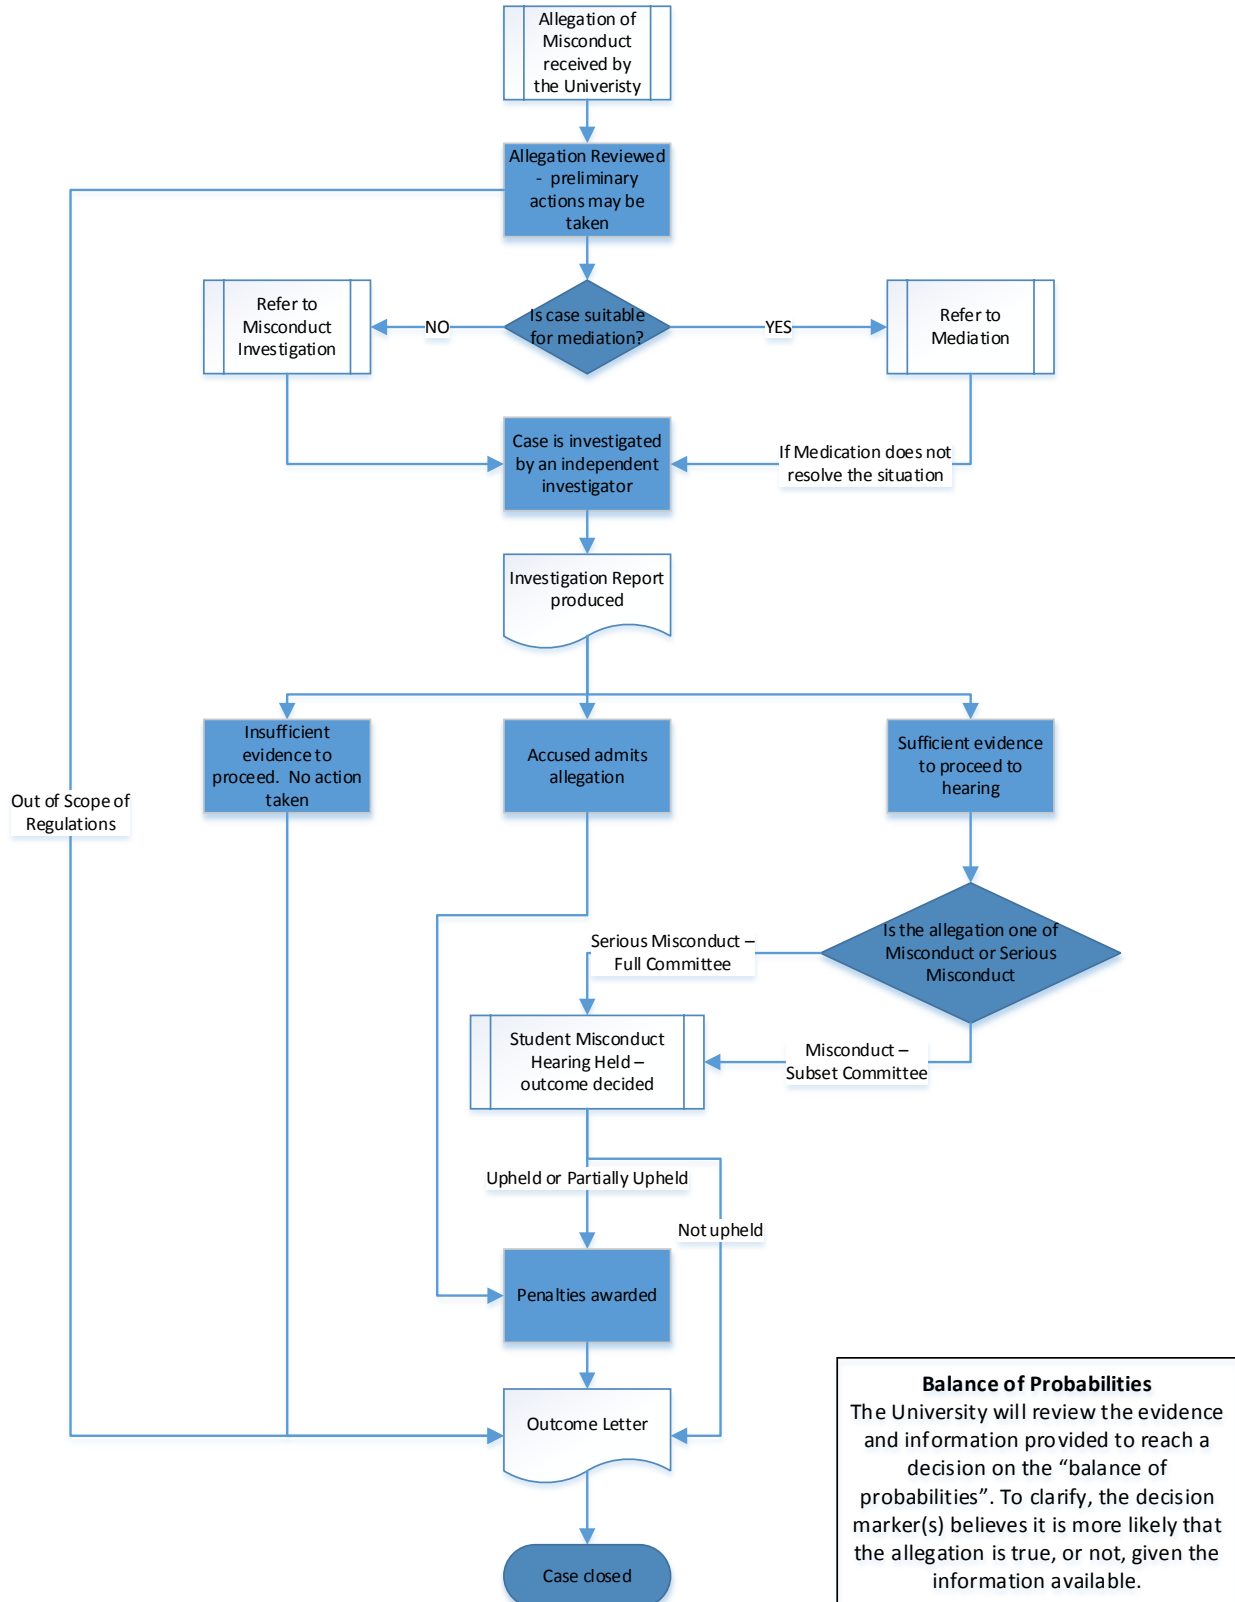 Allegation of
Misconduct
received by
the Univeristy
Allegation Reviewed
- preliminary
actions may be
taken
Is case suitable
for mediation?
NO
YES
Refer to
Misconduct
Investigation
Refer to
Mediation
Case is investigated
by an independent
investigator
If Medication does not
resolve the situation
Investigation Report
produced
Insufficient
evidence to
proceed. No action
taken
Accused admits
allegation
Sufficient evidence
to proceed to
hearing
Out of Scope of
Regulations
Is the allegation one of
Misconduct or Serious
Misconduct
Serious Misconduct –
Full Committee
Misconduct –
Subset Committee
Student Misconduct
Hearing Held –
outcome decided
Upheld or Partially Upheld
Not upheld
Penalties awarded
Outcome Letter
Case closed
Balance of Probabilities
The University will review the evidence
and information provided to reach a
decision on the “balance of
probabilities”. To clarify, the decision
marker(s) believes it is more likely that
the allegation is true, or not, given the
information available.